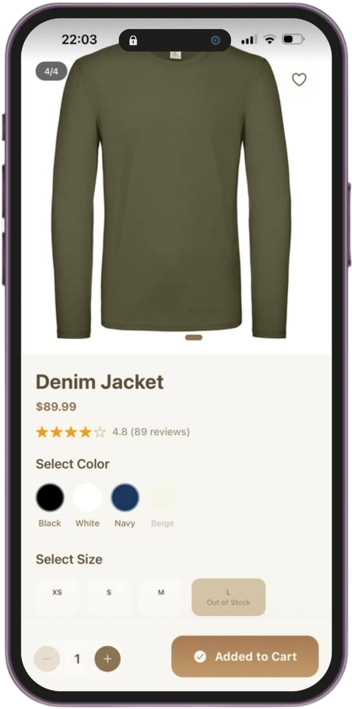 22:03
4/4
Denim Jacket
$89.99
4.8 (89 reviews)
Select Color
Black White Navy Beige
Select Size
XS S M L
Out of Stock
1 Added to Cart